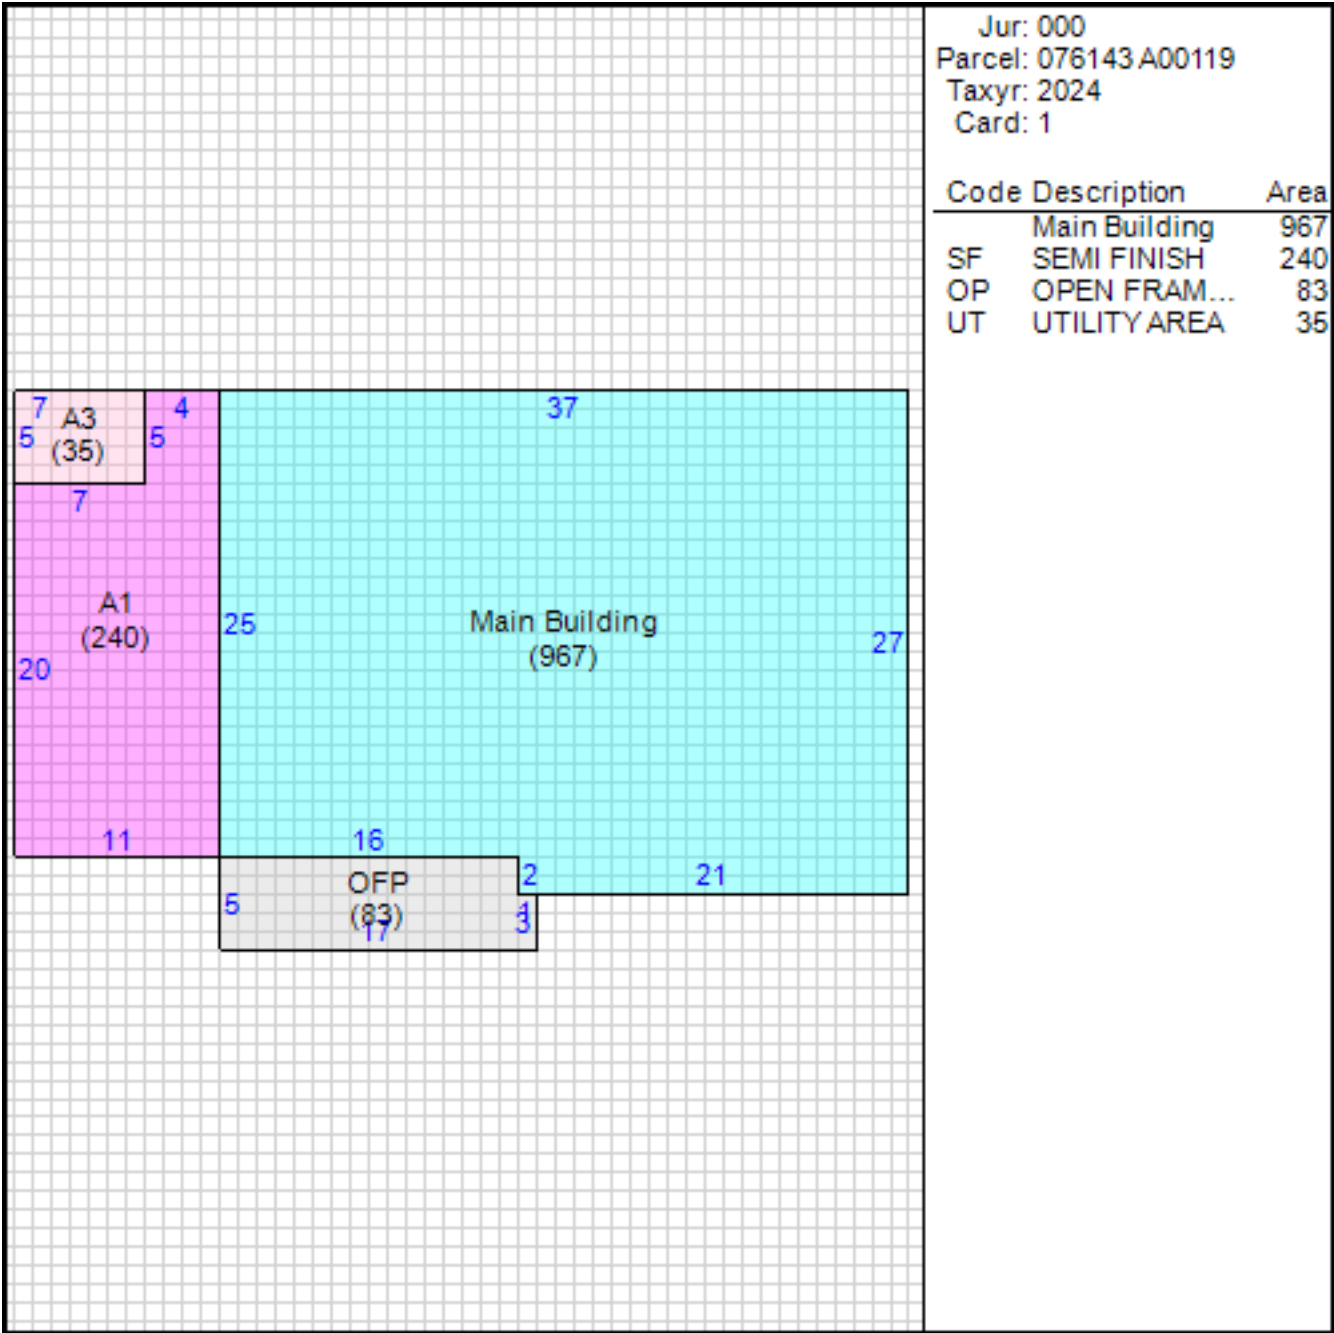 Jur: 000
Parcel: 076143 A00119
Taxyr: 2024
Card: 1
Code Description Area
Main Building 967
SF SEMI FINISH 240
OP OPEN FRAM... 83
UT UTILITY AREA 35
7 4 37
A3
5 5
(35)
7
A1
(240)
25
Main Building
(967)
27
20
11 16
2 21
OFP
5
(83)
1
3
17